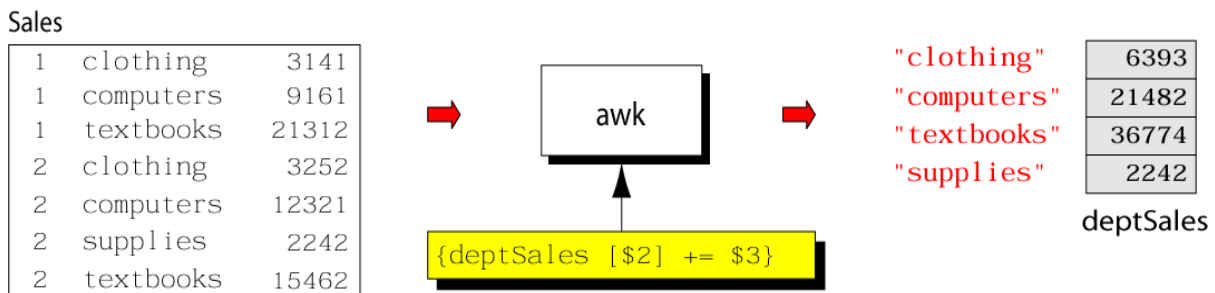 Sales
1 clothing 3141
1 computers 9161
1 textbooks 21312
2 clothing 3252
2 computers 12321
2 supplies 2242
2 textbooks 15462
awk
{deptSales [$2] += $3}
"clothing" 6393
"computers" 21482
"textbooks" 36774
"supplies" 2242
deptSales